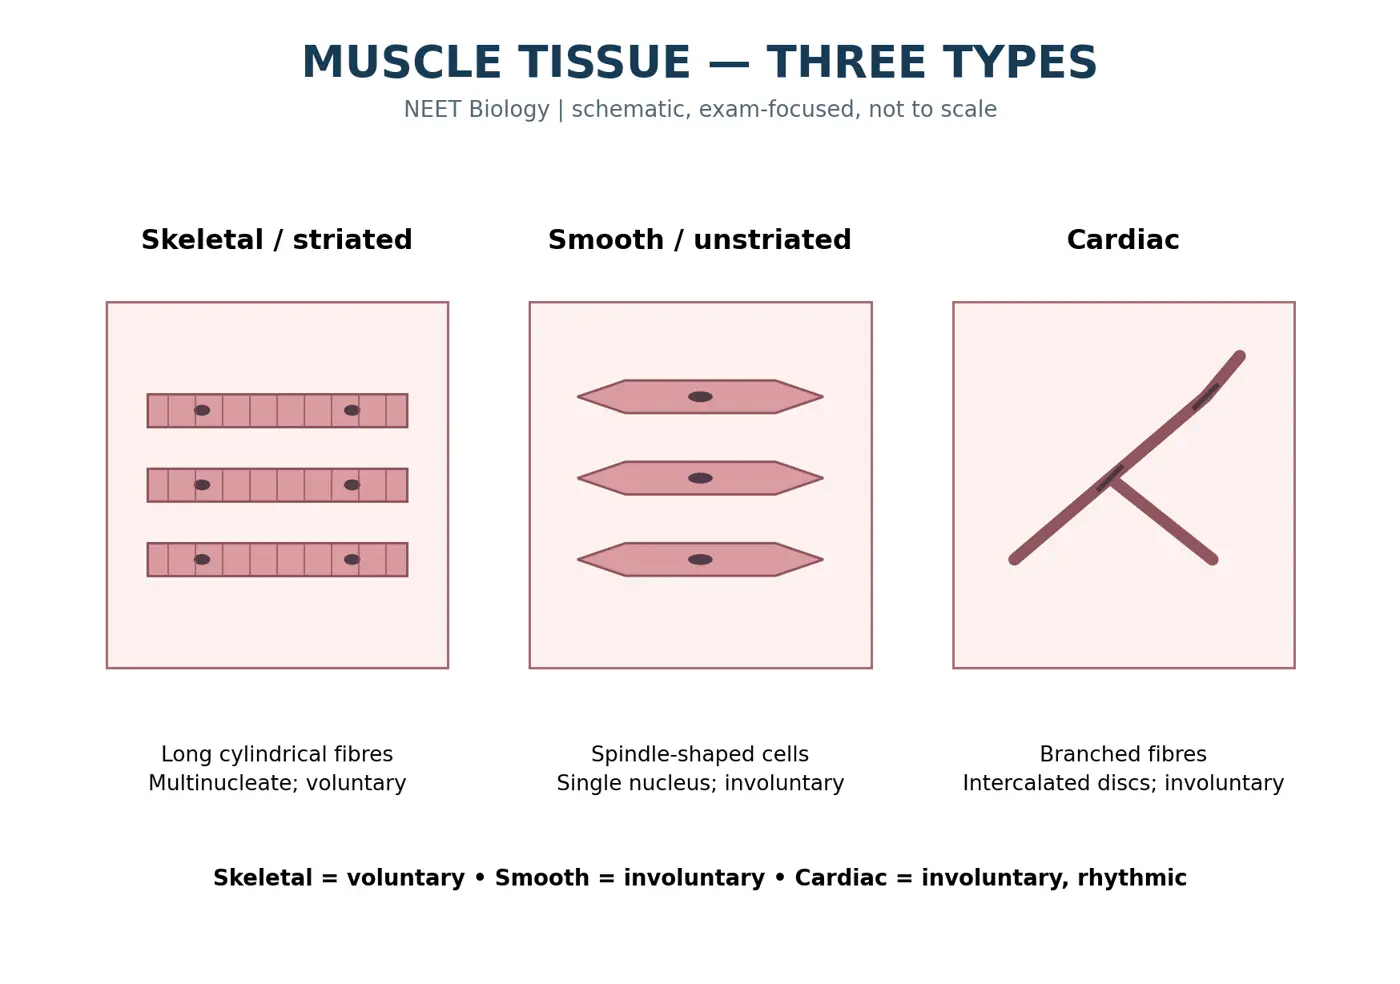 MUSCLE TISSUE — THREE TYPES
NEET Biology | schematic, exam-focused, not to scale
Skeletal / striated
Smooth / unstriated
Cardiac
Long cylindrical fibres
Multinucleate; voluntary
Spindle-shaped cells
Single nucleus; involuntary
Branched fibres
Intercalated discs; involuntary
Skeletal = voluntary • Smooth = involuntary • Cardiac = involuntary, rhythmic